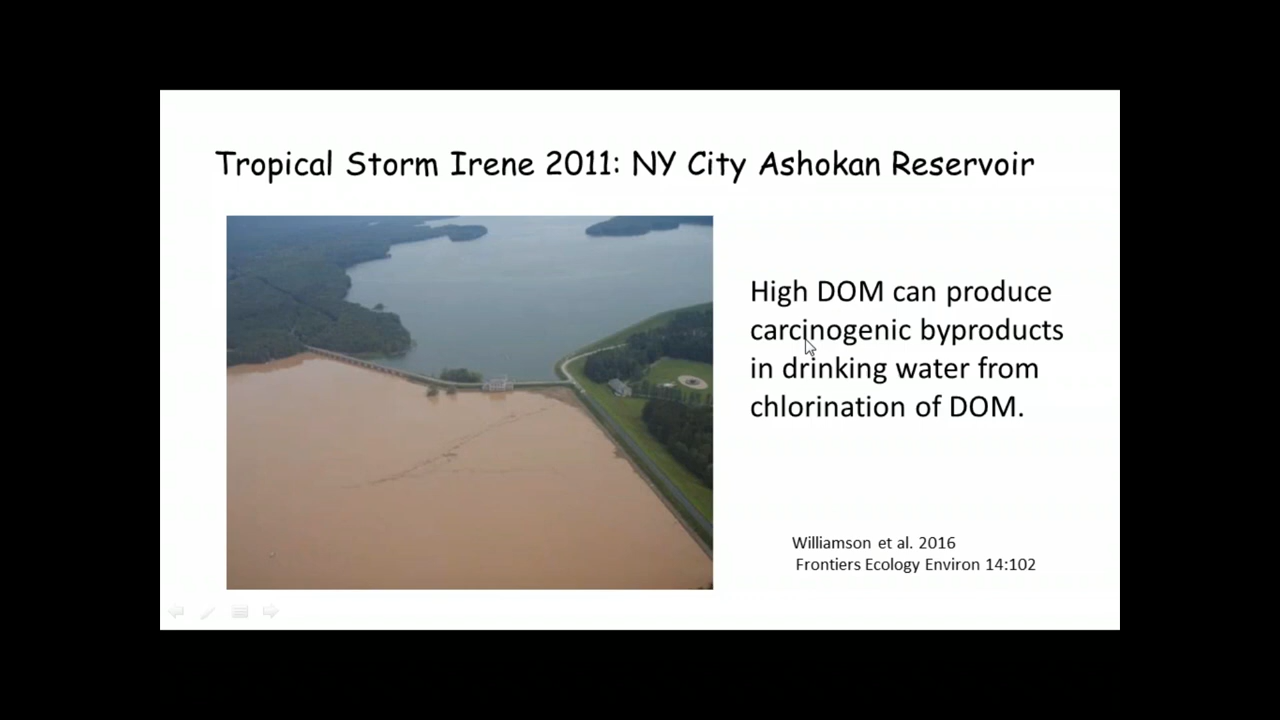 Tropical Storm Irene 2011: NY City Ashokan Reservoir
High DOM can produce
carcinogenic byproducts
in drinking water from
chlorination of DOM.
Williamson et al. 2016
Frontiers Ecology Environ 14:102